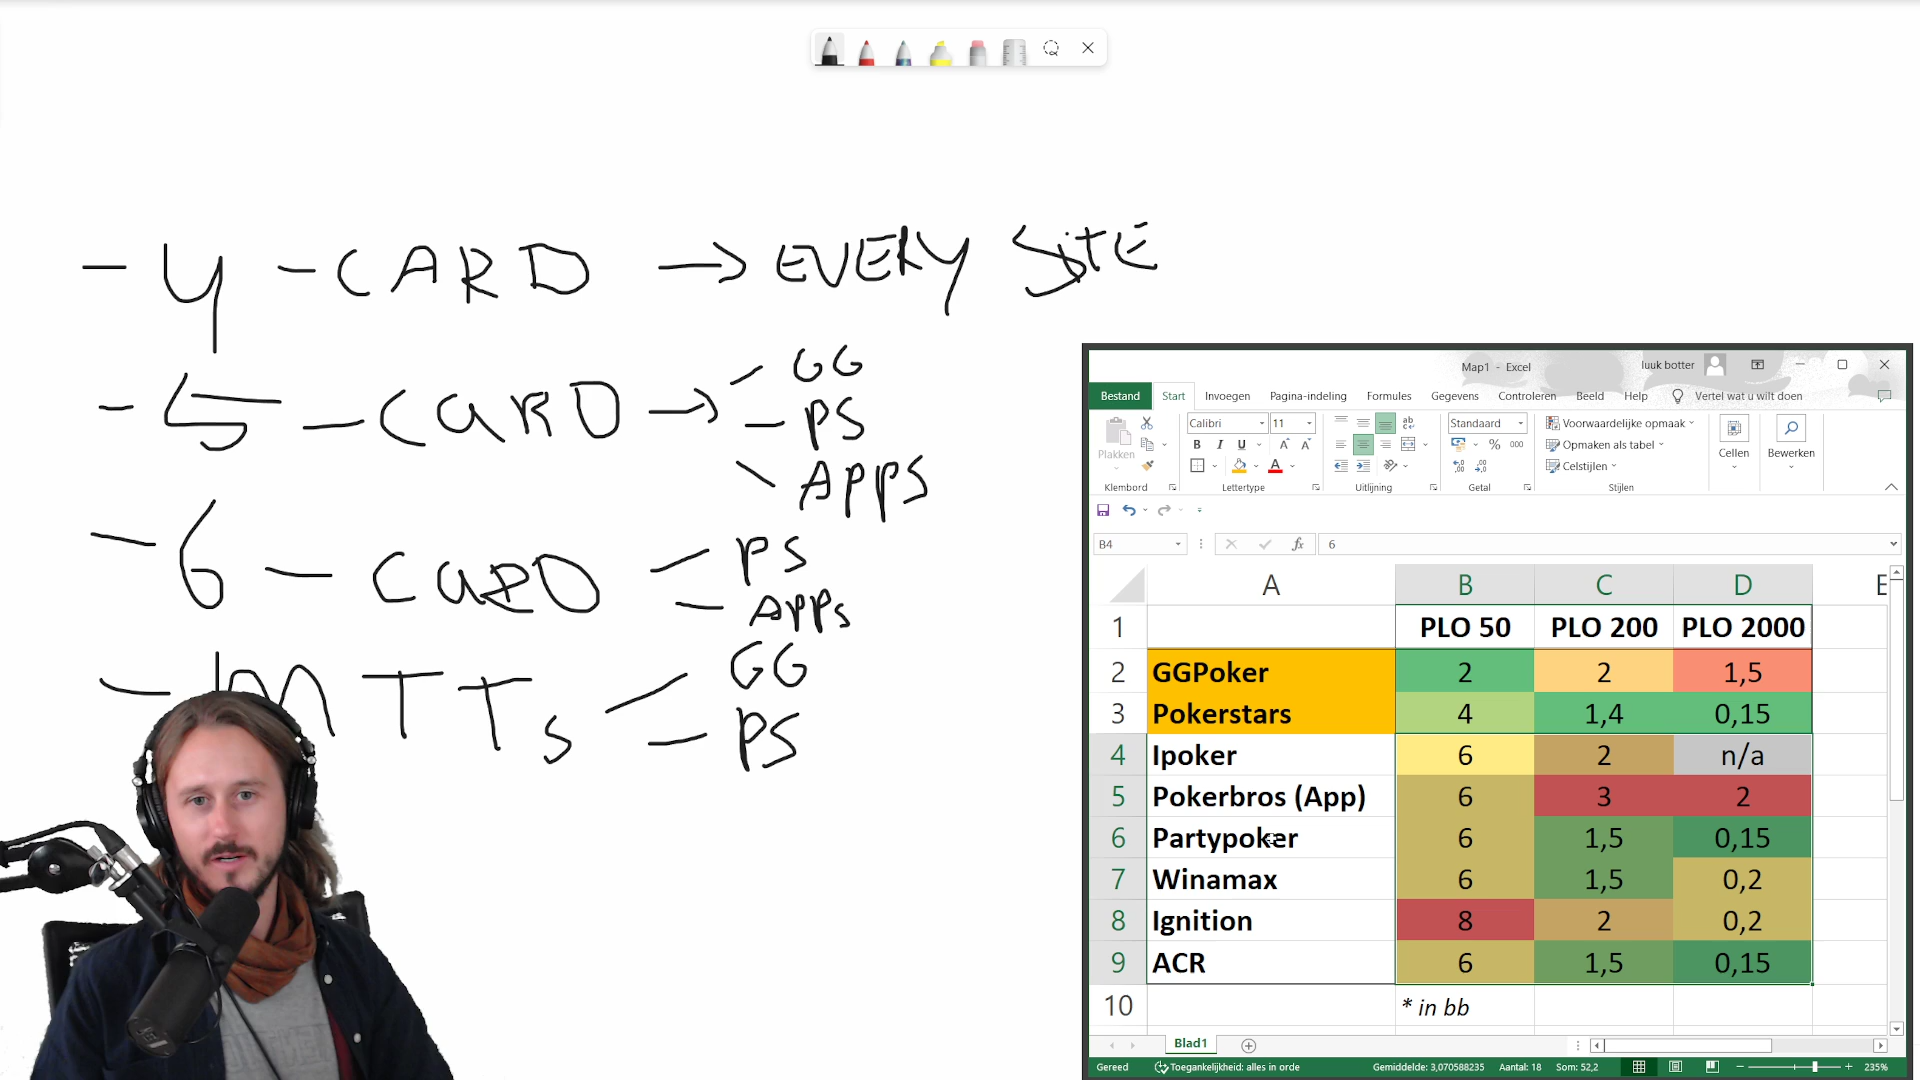 - 4 - CARD → EVERY SITE
- 5 - CARD → - GG
- PS
\ APPS
- 6 - CARD - PS
- APPS
- MTTs - GG
- PS
Map1 - Excel
luuk botter
Bestand Start Invoegen Pagina-indeling Formules Gegevens Controleren Beeld Help Vertel wat u wilt doen
Plakken
Klembord
Calibri 11
B I U
Lettertype
ab
Uitlijning
Standaard
% 000
Getal
Voorwaardelijke opmaak
Opmaken als tabel
Celstijlen
Stijlen
Cellen
Bewerken
B4 fx 6
A B C D E
1 PLO 50 PLO 200 PLO 2000
2 GGPoker 2 2 1,5
3 Pokerstars 4 1,4 0,15
4 Ipoker 6 2 n/a
5 Pokerbros (App) 6 3 2
6 Partypoker 6 1,5 0,15
7 Winamax 6 1,5 0,2
8 Ignition 8 2 0,2
9 ACR 6 1,5 0,15
10 * in bb
Blad1
Gereed Toegankelijkheid: alles in orde Gemiddelde: 3,070588235 Aantal: 18 Som: 52,2 235%